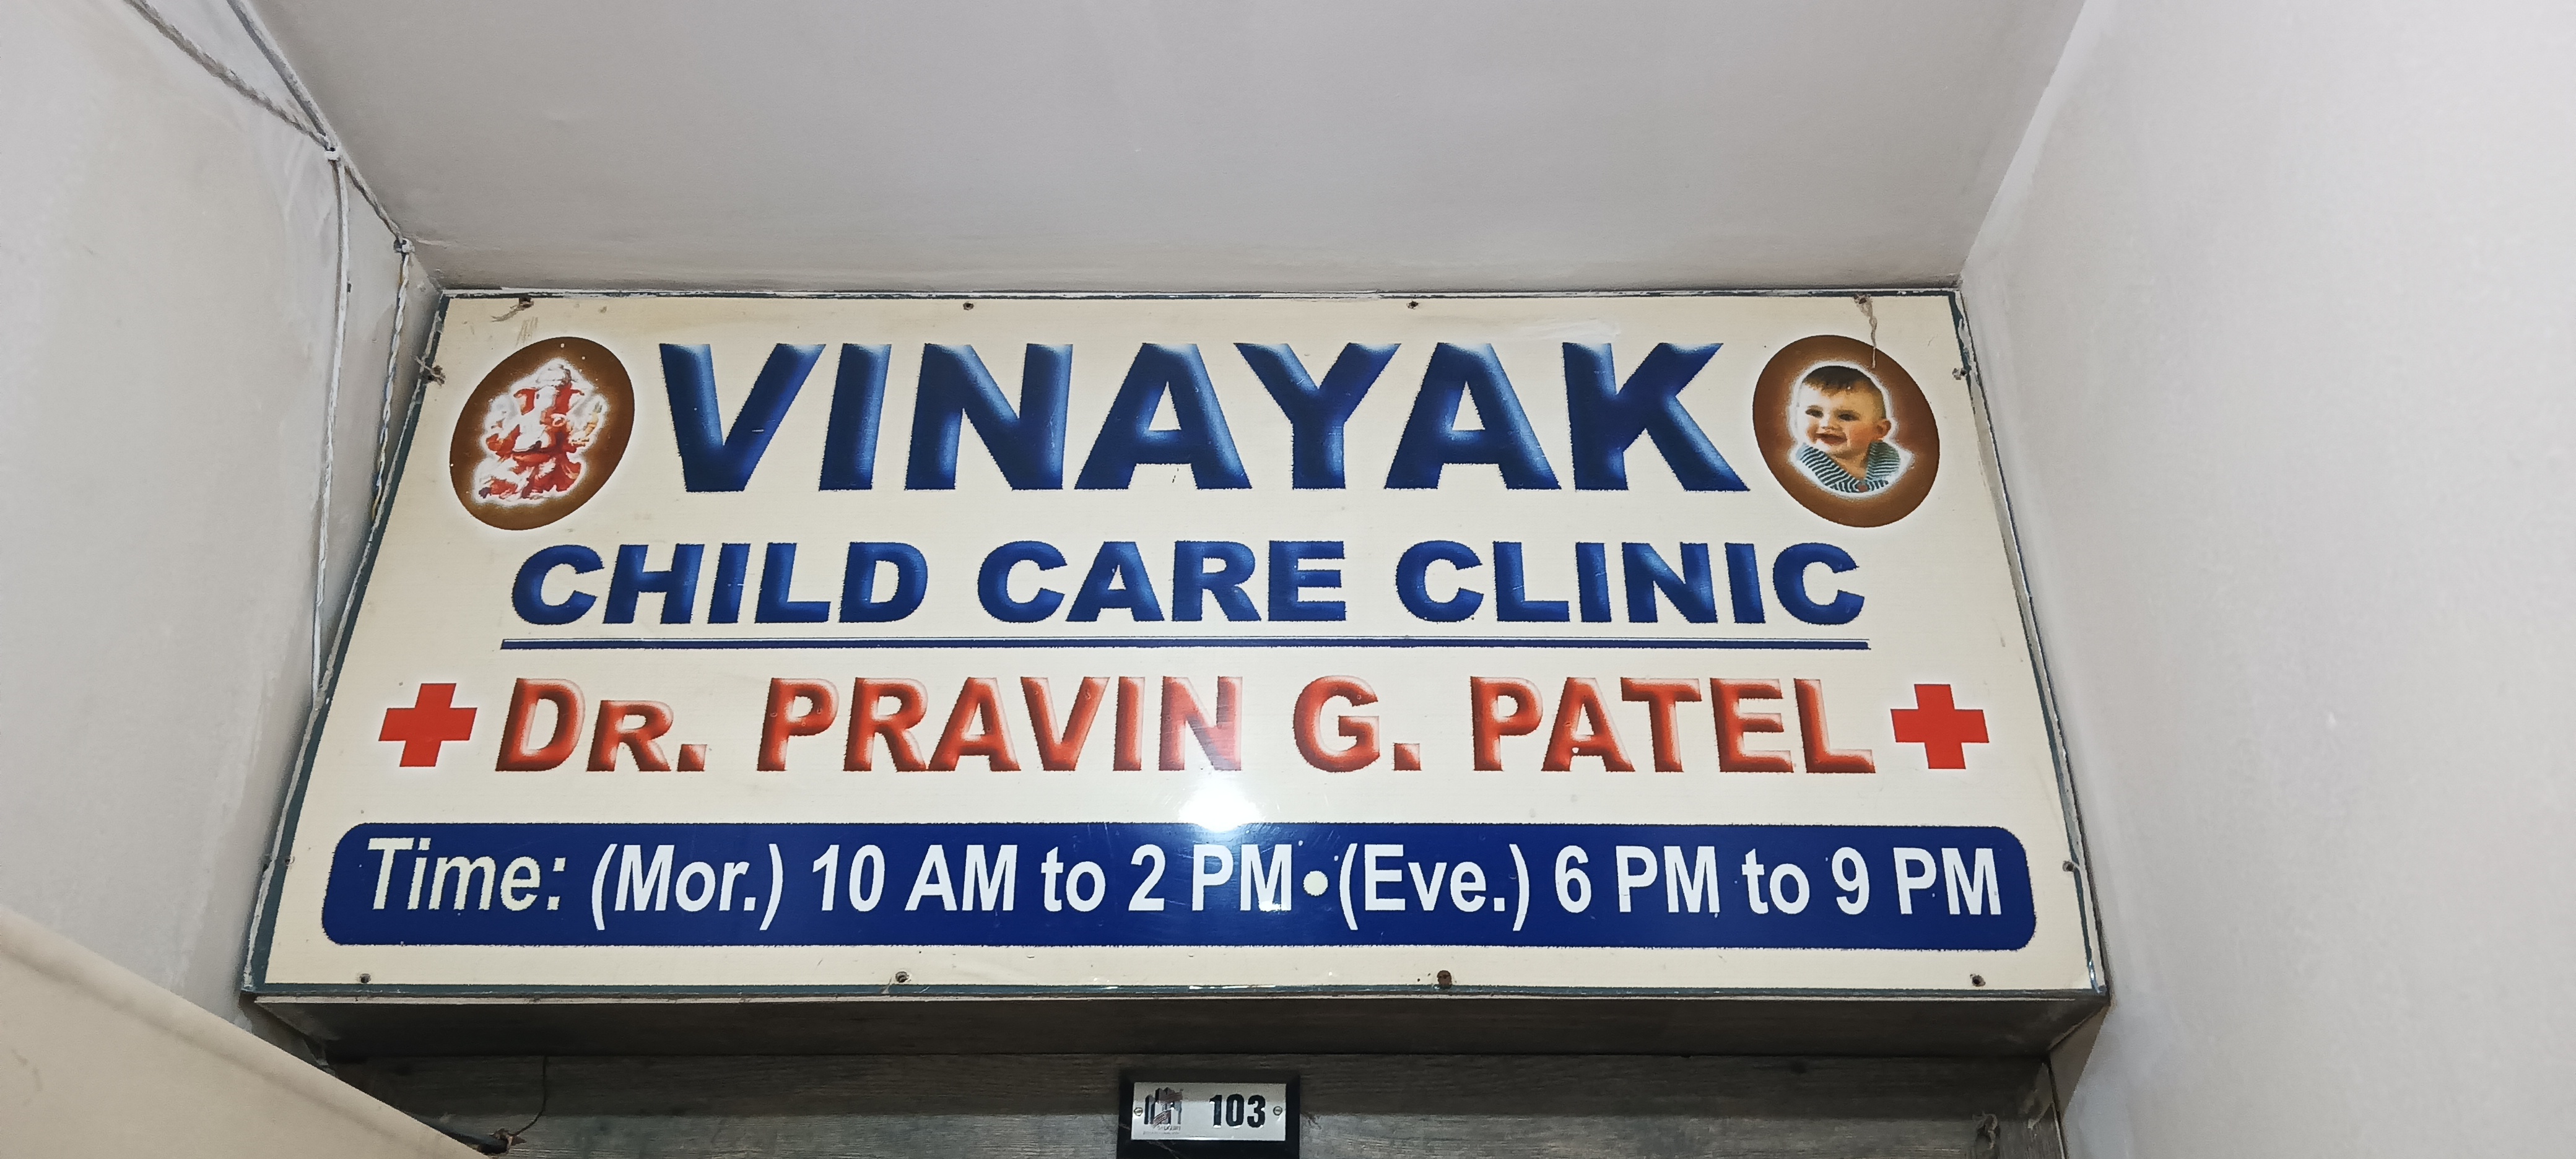 VINAYAK
CHILD CARE CLINIC
DR. PRAVIN G. PATEL
Time: (Mor.) 10 AM to 2 PM•(Eve.) 6 PM to 9 PM
103